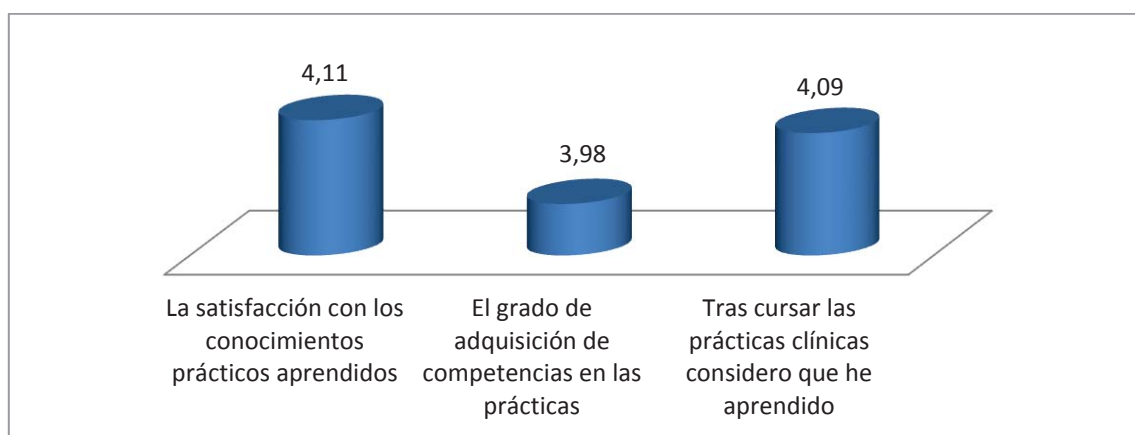 4,11
3,98
4,09
La satisfacción con los
conocimientos
prácticos aprendidos
El grado de
adquisición de
competencias en las
prácticas
Tras cursar las
prácticas clínicas
considero que he
aprendido